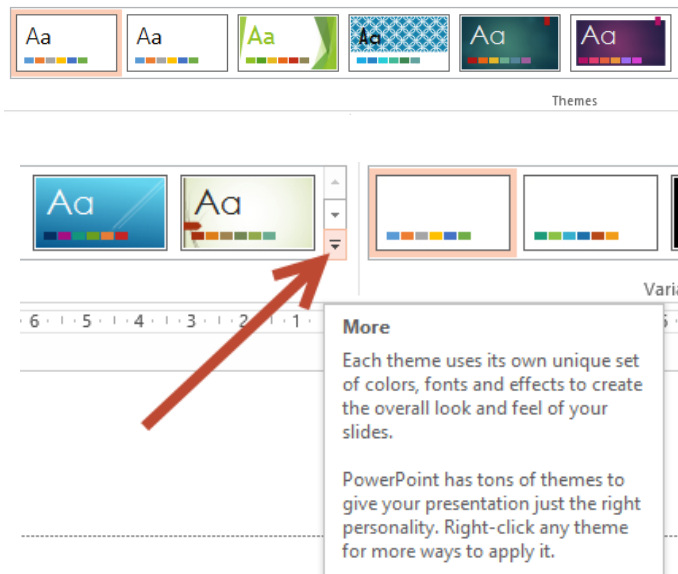 Aa Aa Aa Aa Aa Aa
Themes
Aa Aa
Vari
6 5 4 3 2 1
More
Each theme uses its own unique set
of colors, fonts and effects to create
the overall look and feel of your
slides.
PowerPoint has tons of themes to
give your presentation just the right
personality. Right-click any theme
for more ways to apply it.